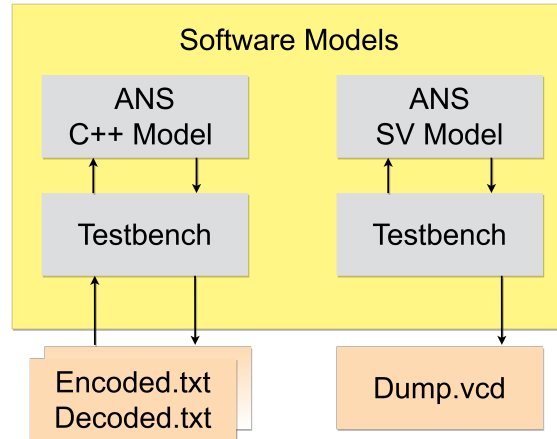 Software Models
ANS
C++ Model
ANS
SV Model
Testbench
Testbench
Encoded.txt
Decoded.txt
Dump.vcd